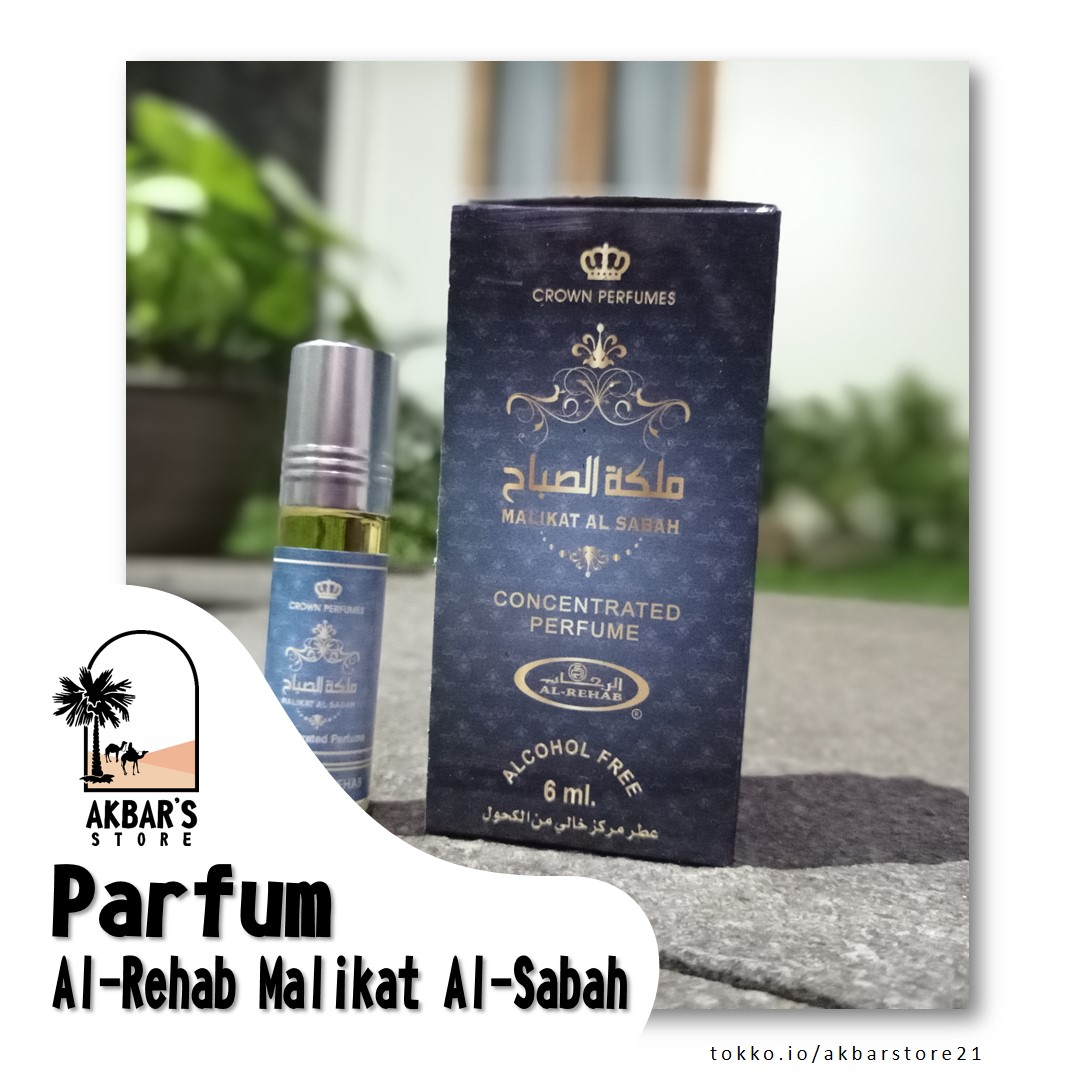 CROWN PERFUMES
ملكة الصباح
MALIKAT AL SABAH
CONCENTRATED
PERFUME
الرحاب
AL-REHAB
®
ALCOHOL FREE
6 ml.
عطر مركز خالي من الكحول
CROWN PERFUMES
ملكة الصباح
MALIKAT AL SABAH
Perfume
AKBAR'S
STORE
Parfum
Al-Rehab Malikat Al-Sabah
tokko.io/akbarstore21